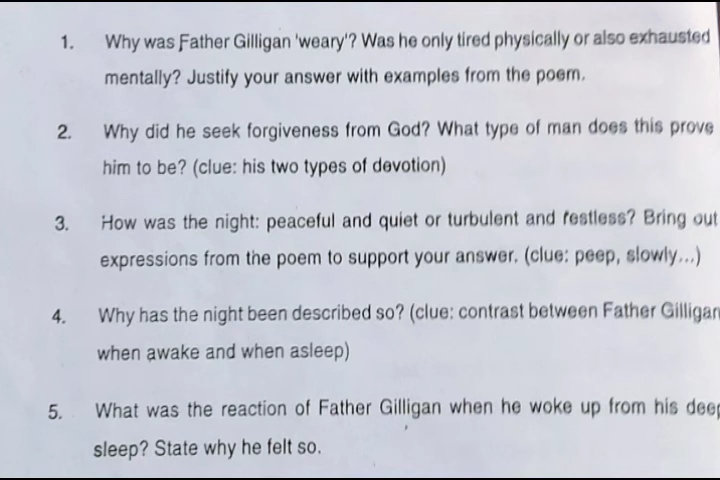 1. Why was Father Gilligan 'weary'? Was he only tired physically or also exhausted
mentally? Justify your answer with examples from the poem.
2. Why did he seek forgiveness from God? What type of man does this prove
him to be? (clue: his two types of devotion)
3. How was the night: peaceful and quiet or turbulent and restless? Bring out
expressions from the poem to support your answer. (clue: peep, slowly...)
4. Why has the night been described so? (clue: contrast between Father Gilligan
when awake and when asleep)
5. What was the reaction of Father Gilligan when he woke up from his deep
sleep? State why he felt so.